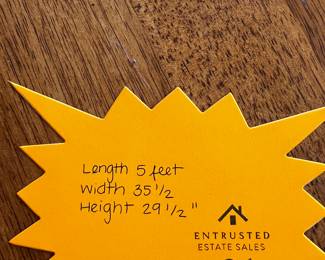 Length 5 feet
Width 35 1/2
Height 29 1/2 "
ENTRUSTED
ESTATE SALES